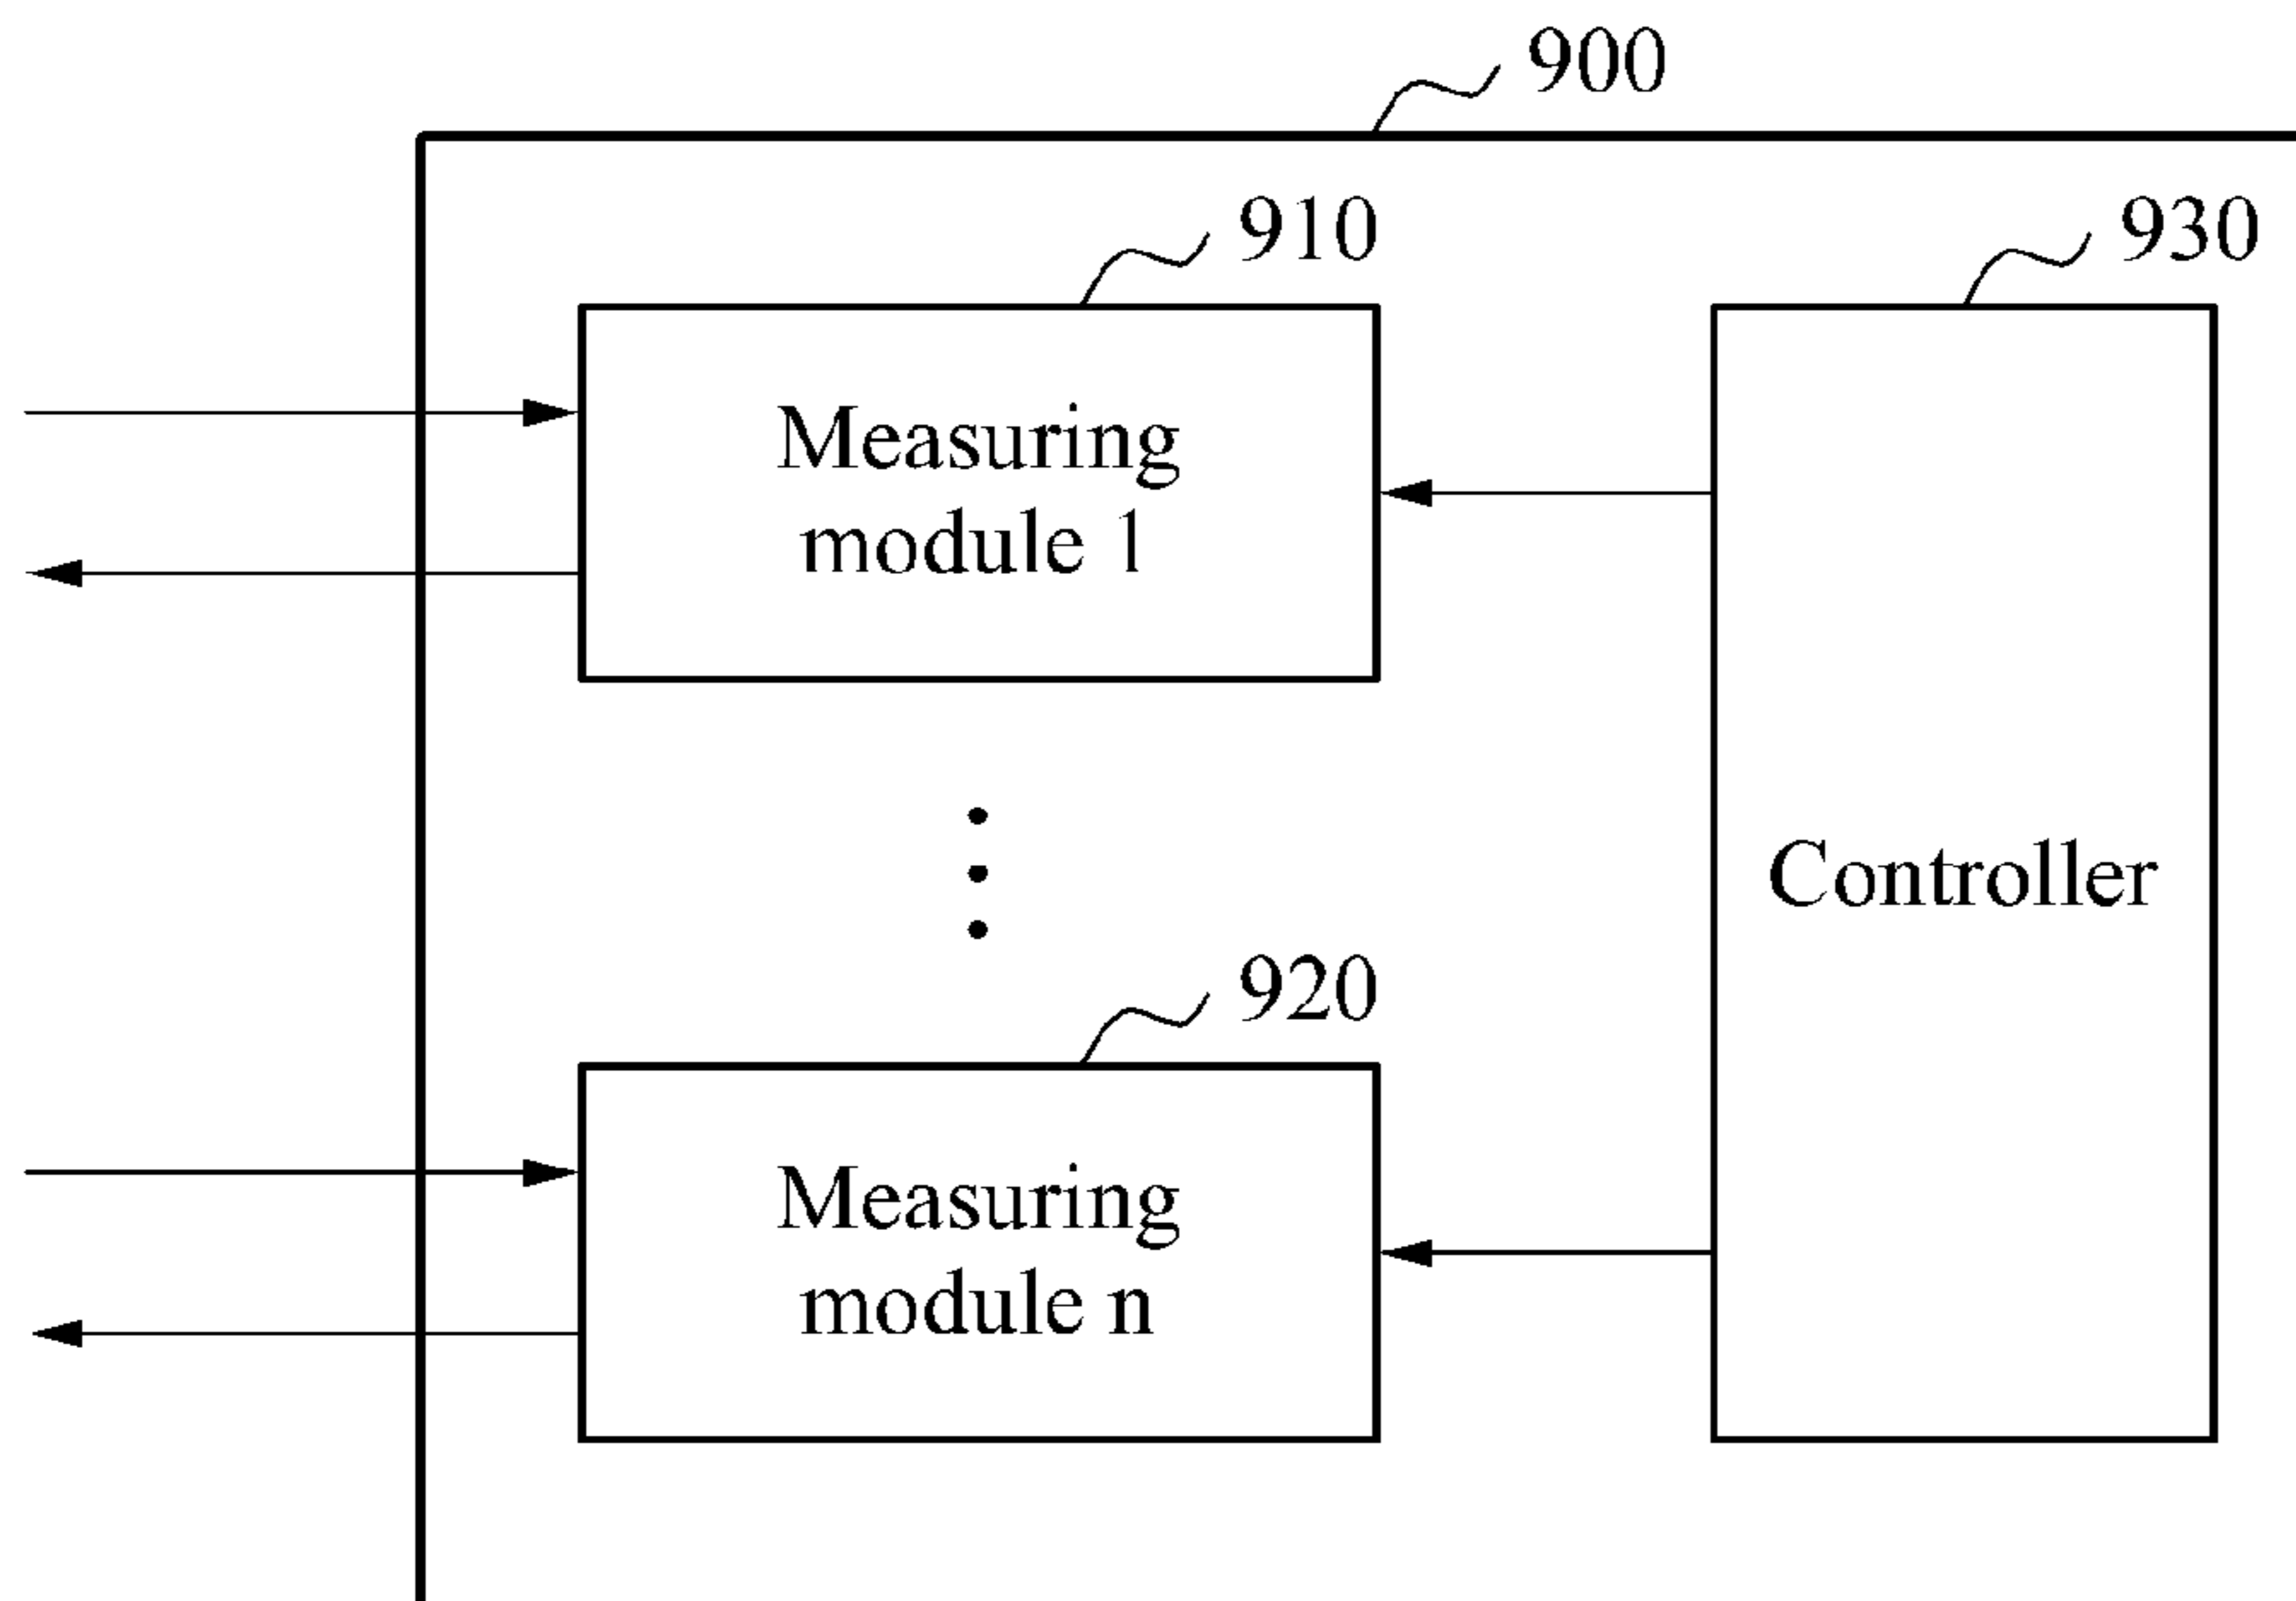 900
910
930
Measuring
module 1
Controller
920
Measuring
module n